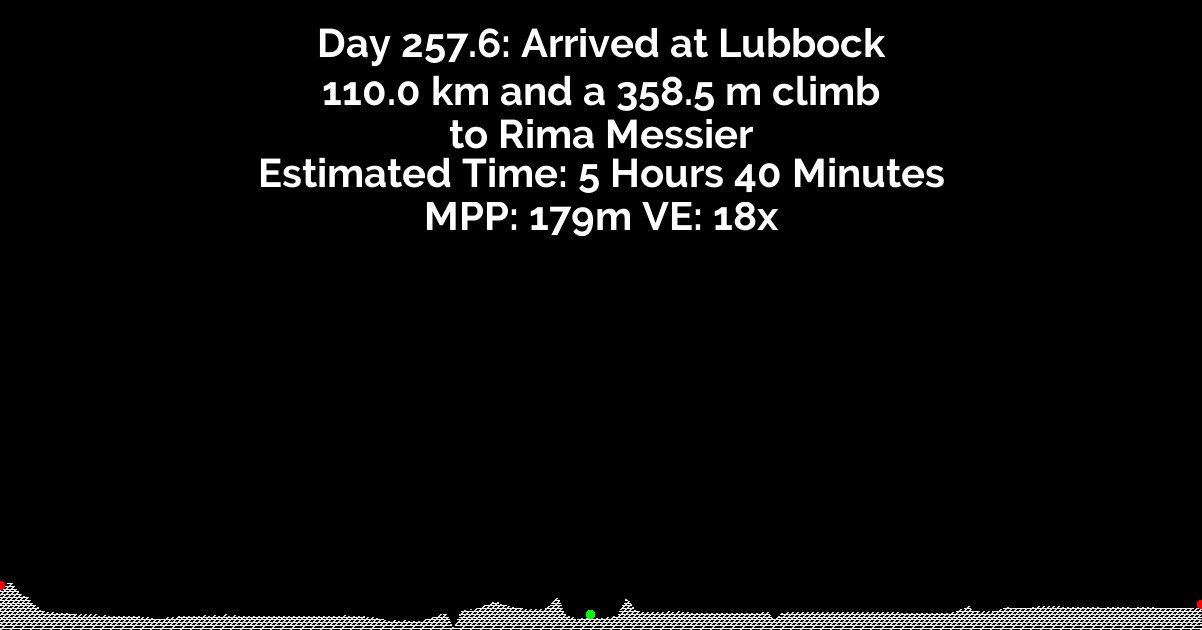 Day 257.6: Arrived at Lubbock
110.0 km and a 358.5 m climb
to Rima Messier
Estimated Time: 5 Hours 40 Minutes
MPP: 179m VE: 18x